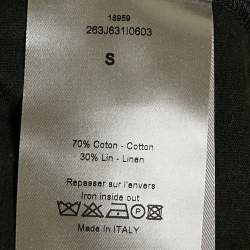 18959
263J631I0603
S
70% Coton - Cotton
30% Lin - Linen
Repasser sur l'envers
Iron inside out
Made In ITALY